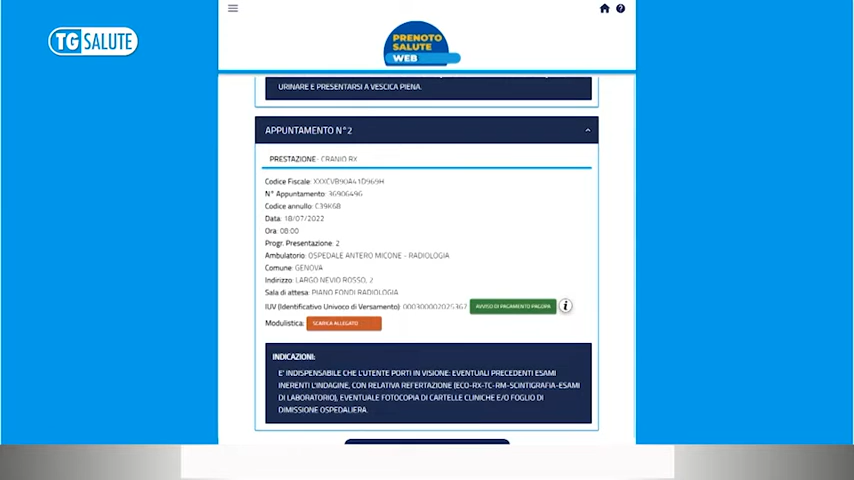 TG SALUTE
PRENOTO
SALUTE
WEB
URINARE E PRESENTARSI A VESCICA PIENA.
APPUNTAMENTO N°2
PRESTAZIONE - CRANIO RX
Codice Fiscale: XXXCVB90A41D969H
N° Appuntamento: 36906496
Codice annullo: C39K6B
Data: 18/07/2022
Ora: 08:00
Progr. Presentazione: 2
Ambulatorio: OSPEDALE ANTERO MICONE - RADIOLOGIA
Comune: GENOVA
Indirizzo: LARGO NEVIO ROSSO, 2
Sala di attesa: PIANO FONDI RADIOLOGIA
IUV (Identificativo Univoco di Versamento): 000300002025367 AVVISO DI PAGAMENTO PAGOPA i
Modulistica: SCARICA ALLEGATO
INDICAZIONI:
E' INDISPENSABILE CHE L'UTENTE PORTI IN VISIONE: EVENTUALI PRECEDENTI ESAMI
INERENTI L'INDAGINE, CON RELATIVA REFERTAZIONE (ECO-RX-TC-RM-SCINTIGRAFIA-ESAMI
DI LABORATORIO), EVENTUALE FOTOCOPIA DI CARTELLE CLINICHE E/O FOGLIO DI
DIMISSIONE OSPEDALIERA.